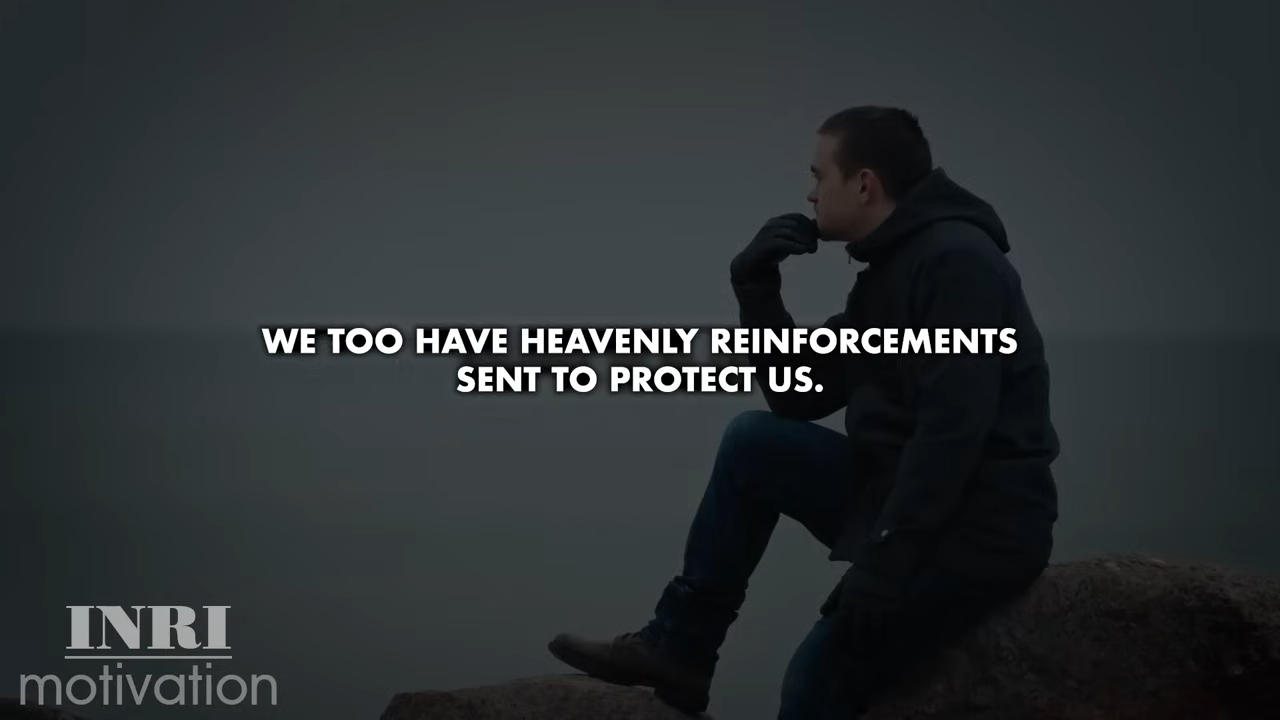 WE TOO HAVE HEAVENLY REINFORCEMENTS
SENT TO PROTECT US.
INRI
motivation